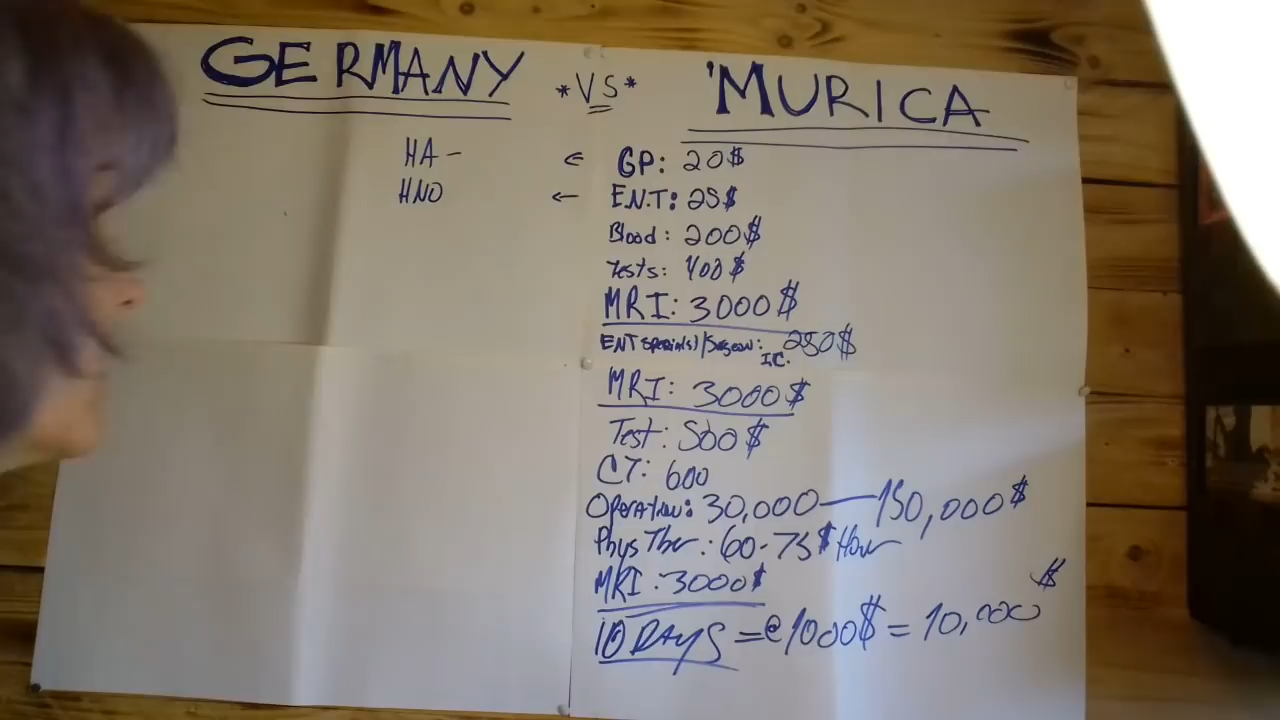 GERMANY *VS* 'MURICA
HA - ← GP: 20$
HNO ← E.N.T: 25$
Blood: 200$
Tests: 400$
MRI: 3000$
ENT /Surgeon: 250$
MRI: 3000$
Test: 500$
CT: 600
Operation: 30,000 — 150,000$
Phys Ther.: 60-75$ Hour
MRI: 3000$
10 DAYS = @1000$ = 10,000$